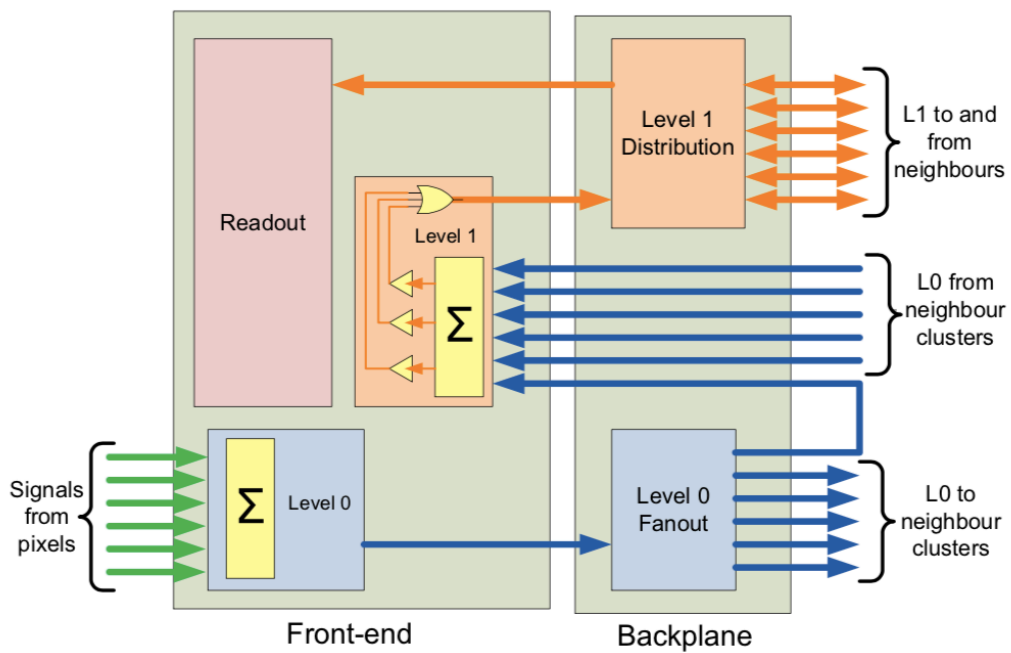 Readout
Level 1
Distribution
L1 to and
from
neighbours
Level 1
Σ
L0 from
neighbour
clusters
Signals
from
pixels
Σ
Level 0
Level 0
Fanout
L0 to
neighbour
clusters
Front-end
Backplane